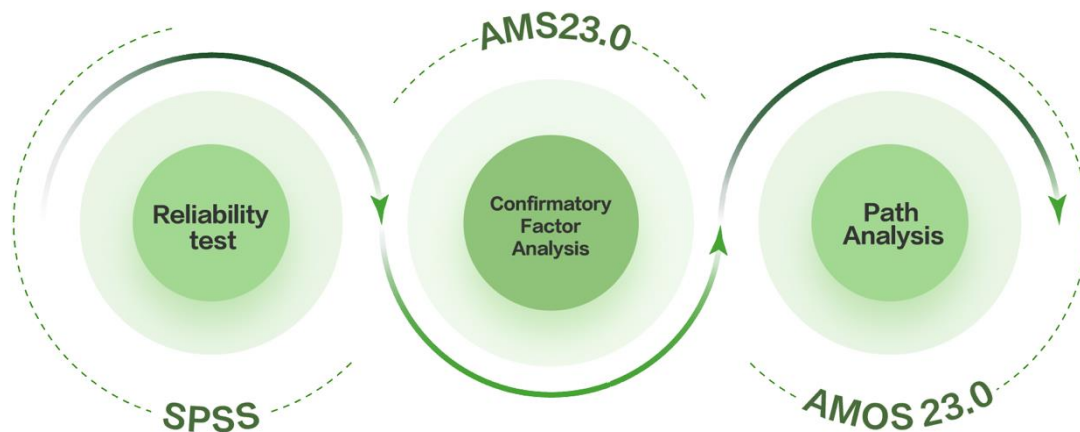 AMS23.0
Reliability
test
Confirmatory
Factor
Analysis
Path
Analysis
SPSS
AMOS 23.0